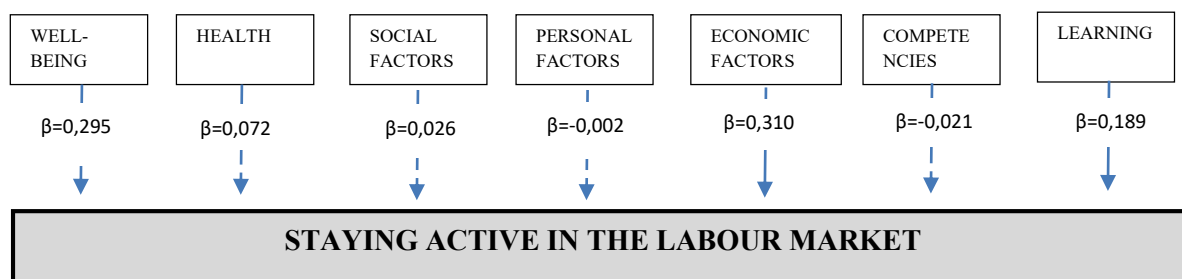 WELL-
BEING
HEALTH
SOCIAL
FACTORS
PERSONAL
FACTORS
ECONOMIC
FACTORS
COMPETE
NCIES
LEARNING
β=0,295
β=0,072
β=0,026
β=-0,002
β=0,310
β=-0,021
β=0,189
STAYING ACTIVE IN THE LABOUR MARKET